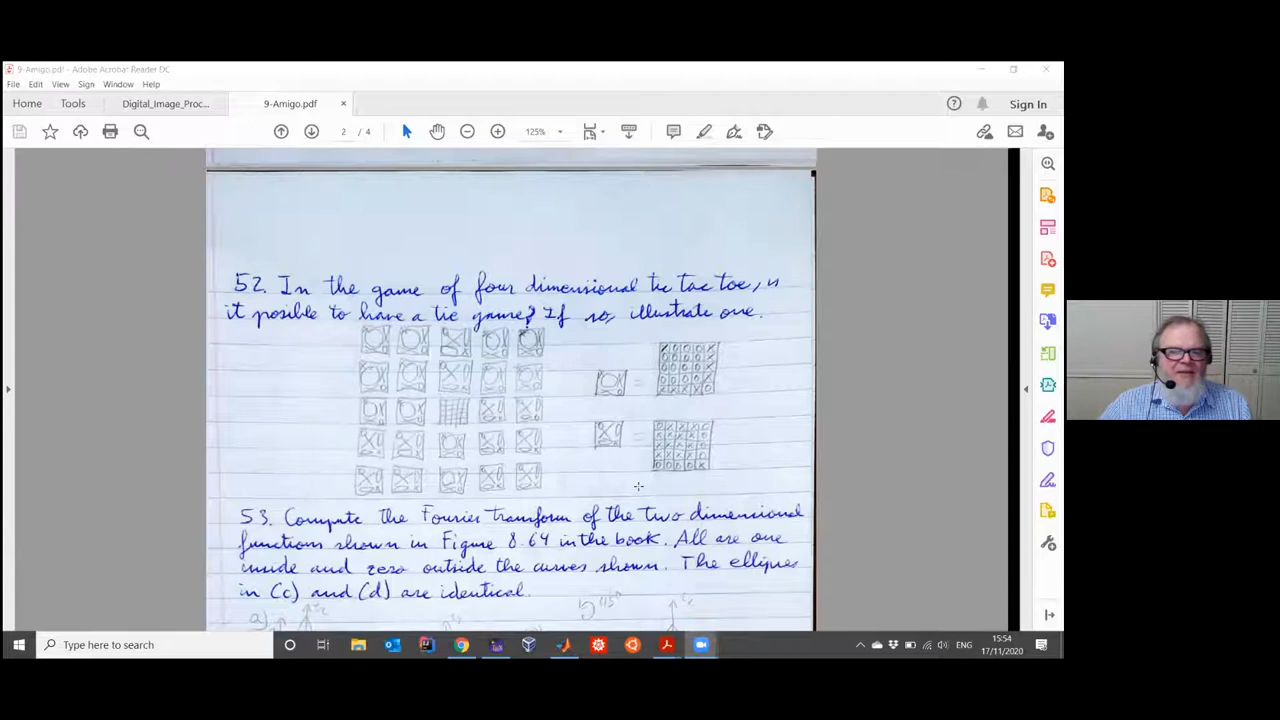 9-Amigo.pdf - Adobe Acrobat Reader DC
File Edit View Sign Window Help
Home Tools Digital_Image_Proc... 9-Amigo.pdf × Sign In
2 / 4 125%
52. In the game of four dimensional tic tac toe, is
it posible to have a tie game? If so, illustrate one.
53. Compute the Fourier transform of the two dimensional
functions shown in Figure 8.64 in the book. All are one
inside and zero outside the curves shown. The ellipses
in (c) and (d) are identical.
a)
Type here to search
ENG
15:54
17/11/2020